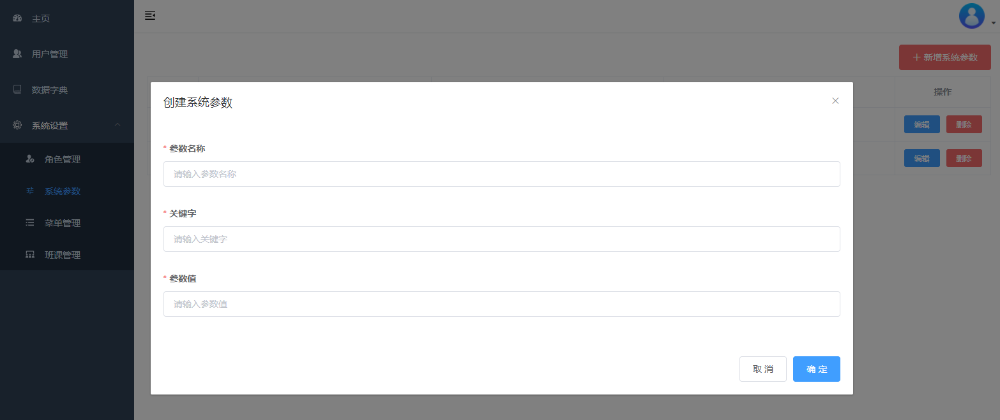 主页
用户管理
数据字典
系统设置
角色管理
系统参数
菜单管理
班课管理
+ 新增系统参数
操作
编辑 删除
编辑 删除
创建系统参数
* 参数名称
请输入参数名称
* 关键字
请输入关键字
* 参数值
请输入参数值
取 消 确 定